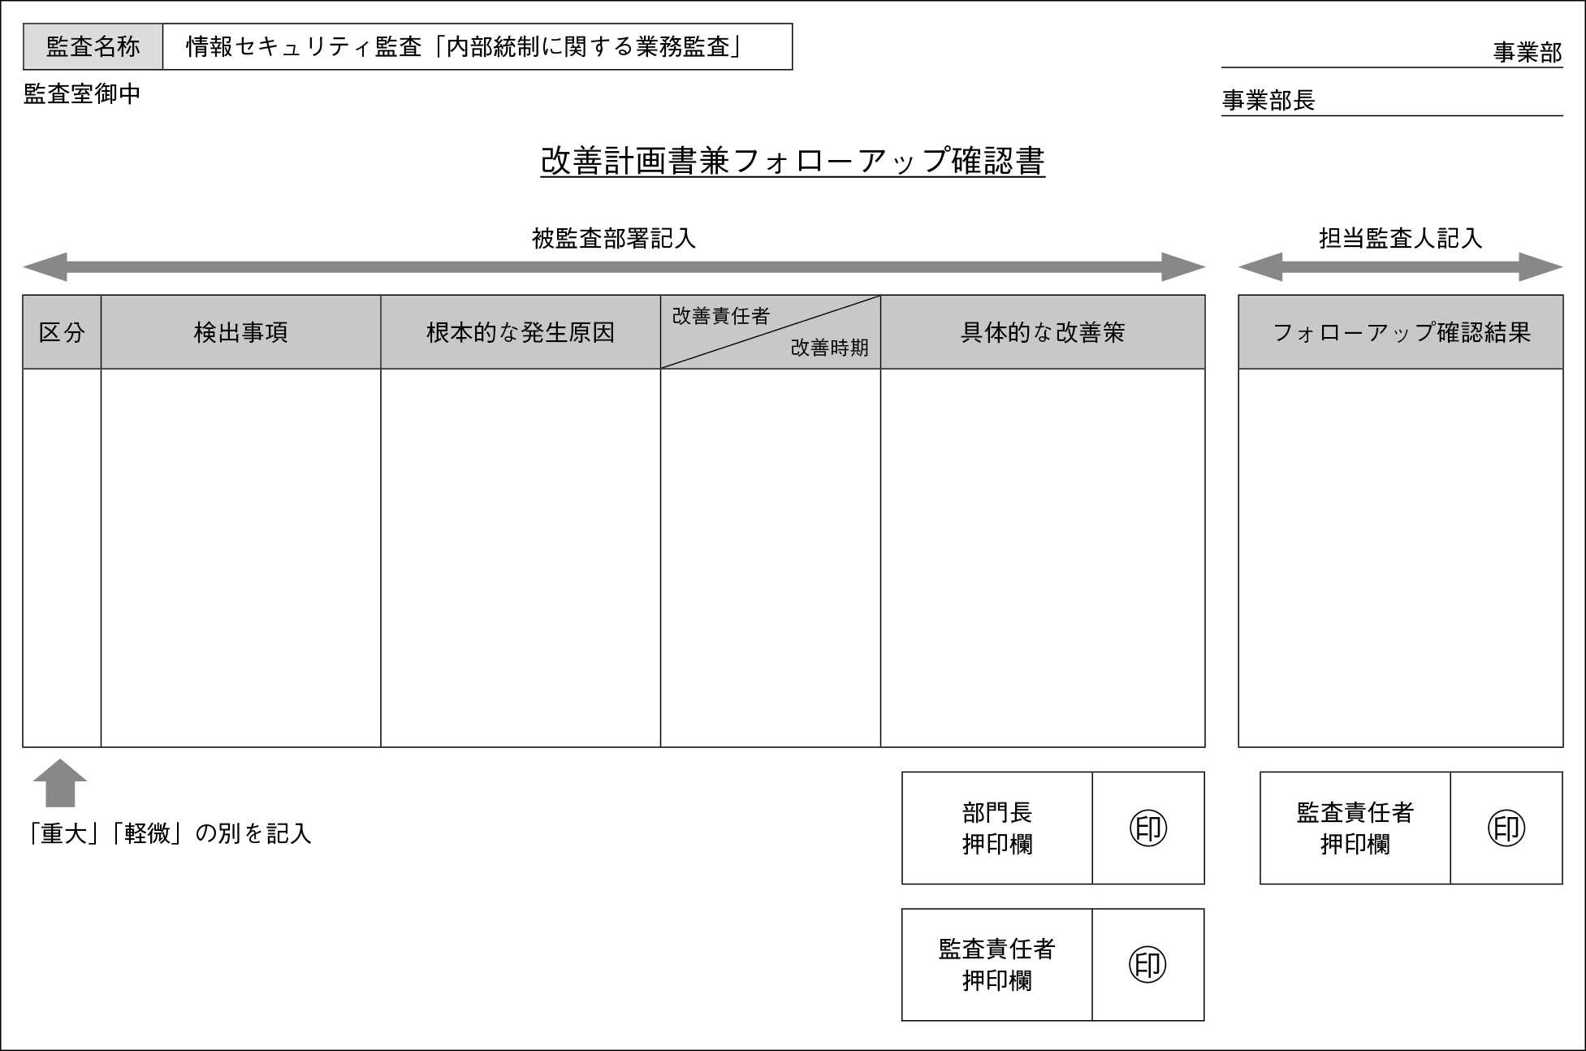 監査名称 情報セキュリティ監査「内部統制に関する業務監査」
事業部
監査室御中
事業部長
改善計画書兼フォローアップ確認書
被監査部署記入
担当監査人記入
区分 検出事項 根本的な発生原因 改善責任者 改善時期 具体的な改善策 フォローアップ確認結果
「重大」「軽微」の別を記入
部門長
押印欄
印
監査責任者
押印欄
印
監査責任者
押印欄
印